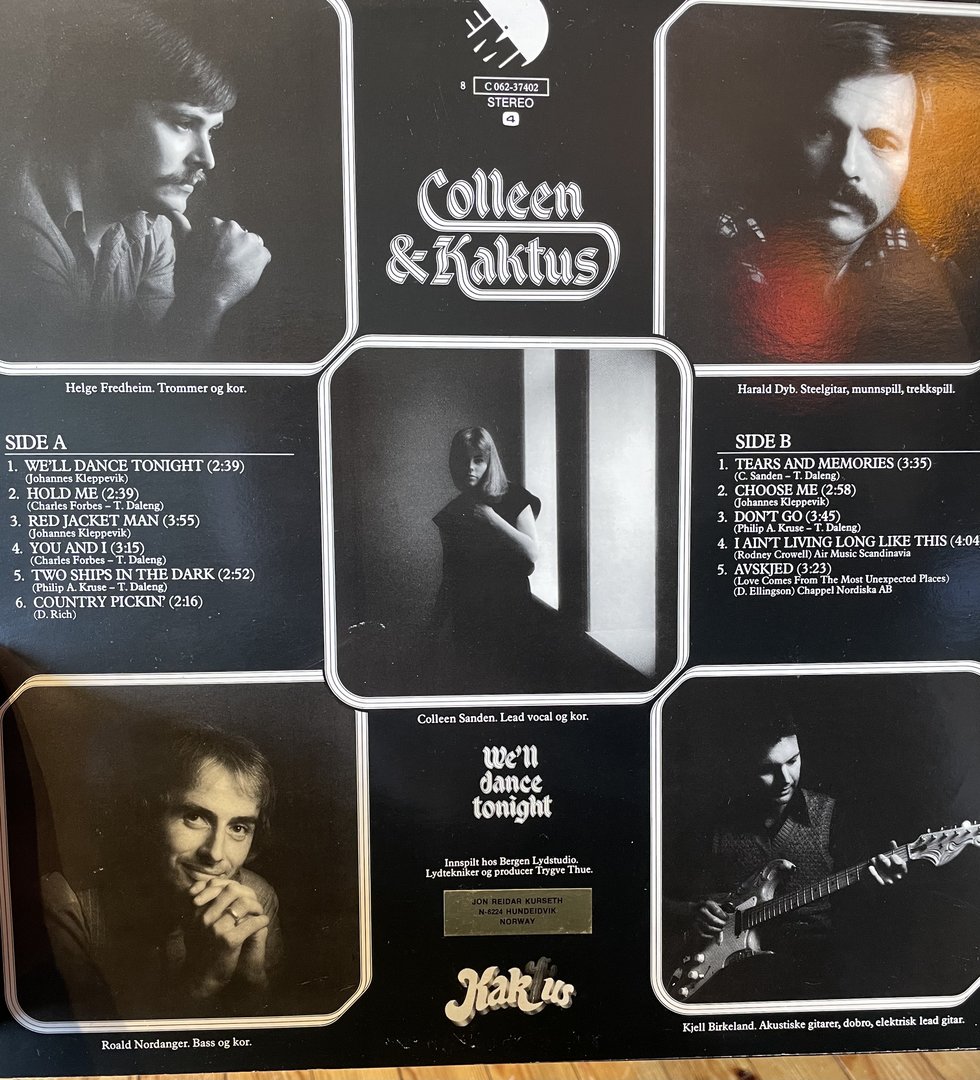 EMI
8 C 062-37402
STEREO
4
Colleen
& Kaktus
Helge Fredheim. Trommer og kor.
Harald Dyb. Steelgitar, munnspill, trekkspill.
SIDE A
1. WE'LL DANCE TONIGHT (2:39)
(Johannes Kleppevik)
2. HOLD ME (2:39)
(Charles Forbes – T. Daleng)
3. RED JACKET MAN (3:55)
(Johannes Kleppevik)
4. YOU AND I (3:15)
(Charles Forbes – T. Daleng)
5. TWO SHIPS IN THE DARK (2:52)
(Philip A. Kruse – T. Daleng)
6. COUNTRY PICKIN' (2:16)
(D. Rich)
SIDE B
1. TEARS AND MEMORIES (3:35)
(C. Sanden – T. Daleng)
2. CHOOSE ME (2:58)
(Johannes Kleppevik)
3. DON'T GO (3:45)
(Philip A. Kruse – T. Daleng)
4. I AIN'T LIVING LONG LIKE THIS (4:04
(Rodney Crowell) Air Music Scandinavia
5. AVSKJED (3:23)
(Love Comes From The Most Unexpected Places)
(D. Ellingson) Chappel Nordiska AB
Colleen Sanden. Lead vocal og kor.
We'll
dance
tonight
Innspilt hos Bergen Lydstudio.
Lydtekniker og producer Trygve Thue.
JON REIDAR KURSETH
N-6224 HUNDEIDVIK
NORWAY
Kaktus
Roald Nordanger. Bass og kor.
Kjell Birkeland. Akustiske gitarer, dobro, elektrisk lead gitar.